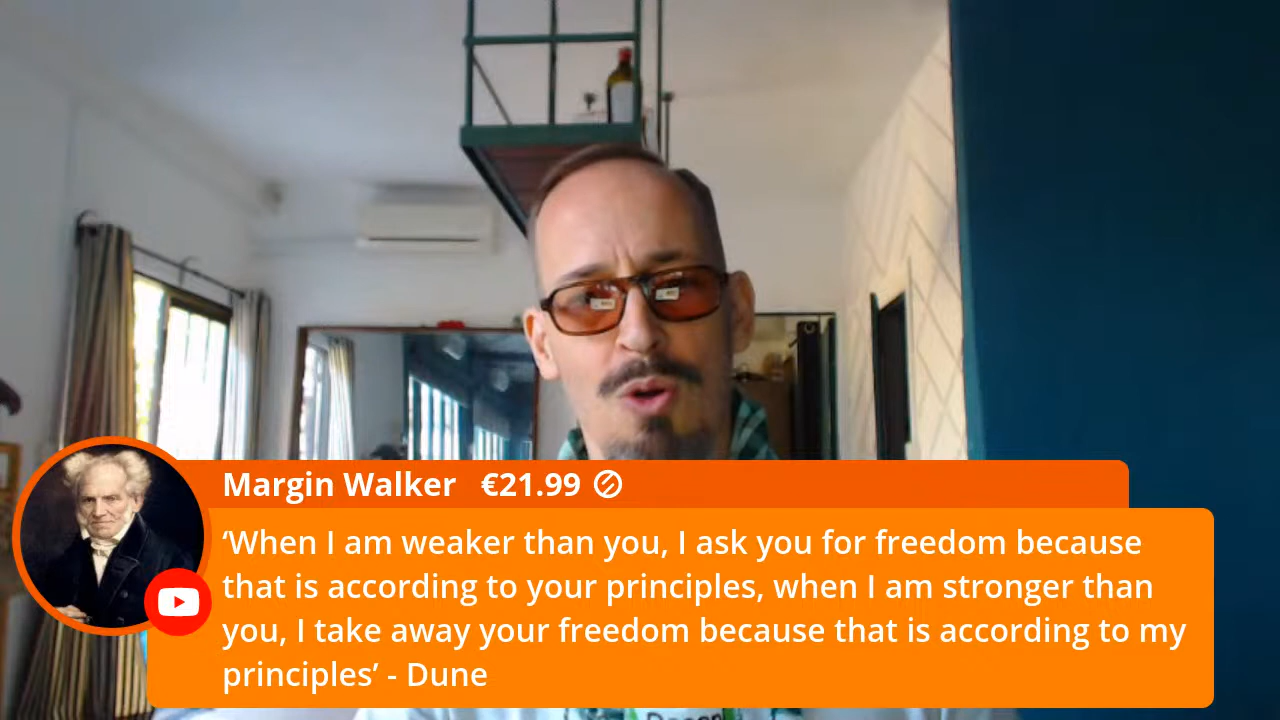 Margin Walker €21.99
‘When I am weaker than you, I ask you for freedom because
that is according to your principles, when I am stronger than
you, I take away your freedom because that is according to my
principles’ - Dune